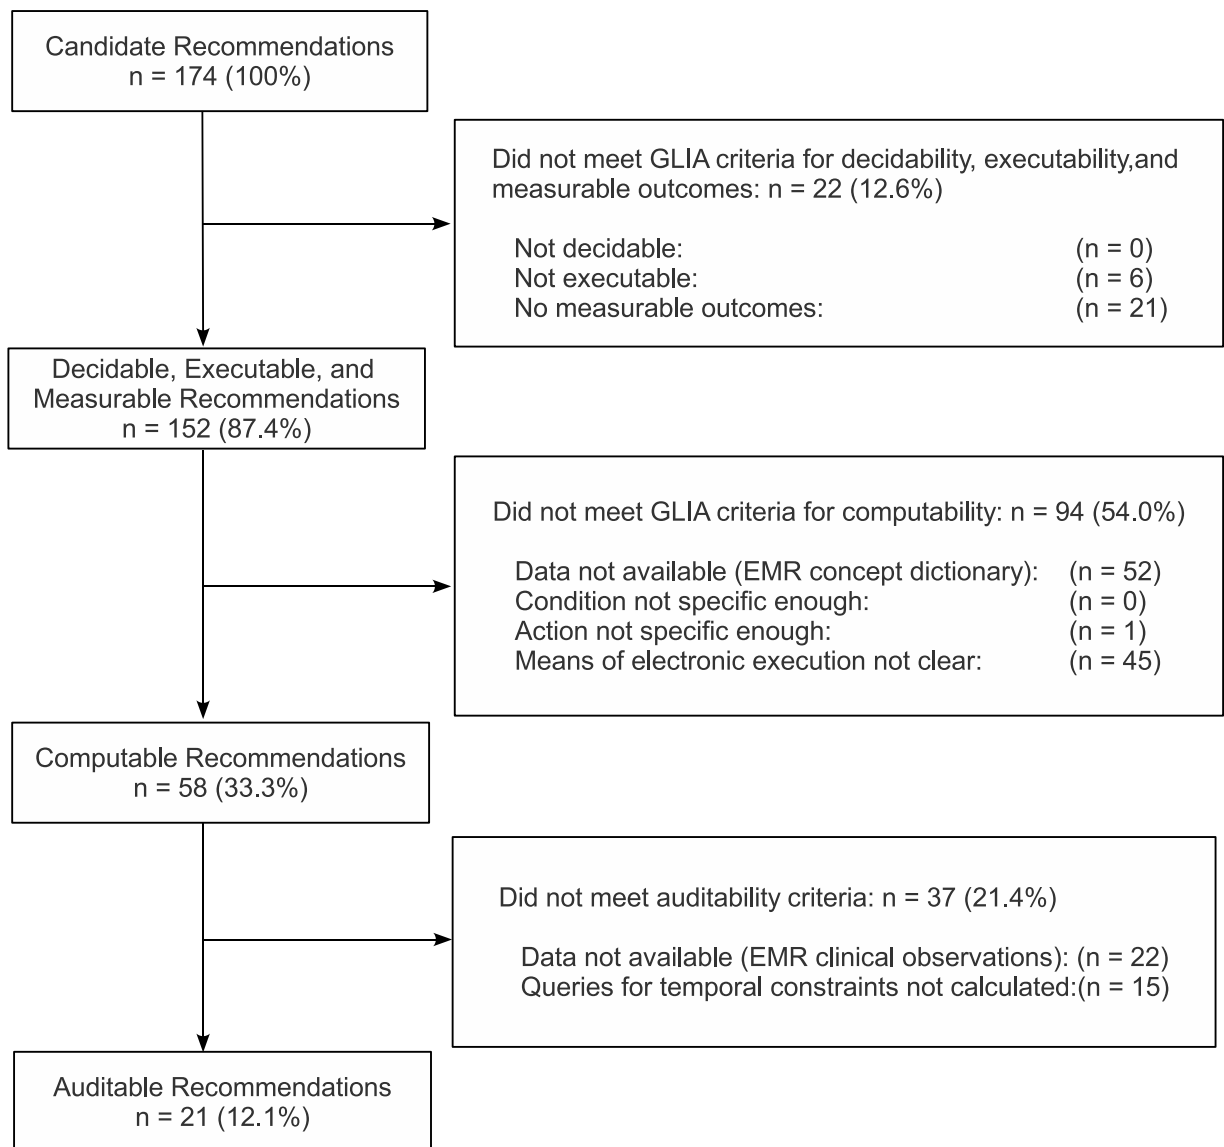 Candidate Recommendations
n = 174 (100%)
Did not meet GLIA criteria for decidability, executability,and
measurable outcomes: n = 22 (12.6%)
Not decidable: (n = 0)
Not executable: (n = 6)
No measurable outcomes: (n = 21)
Decidable, Executable, and
Measurable Recommendations
n = 152 (87.4%)
Did not meet GLIA criteria for computability: n = 94 (54.0%)
Data not available (EMR concept dictionary): (n = 52)
Condition not specific enough: (n = 0)
Action not specific enough: (n = 1)
Means of electronic execution not clear: (n = 45)
Computable Recommendations
n = 58 (33.3%)
Did not meet auditability criteria: n = 37 (21.4%)
Data not available (EMR clinical observations): (n = 22)
Queries for temporal constraints not calculated:(n = 15)
Auditable Recommendations
n = 21 (12.1%)